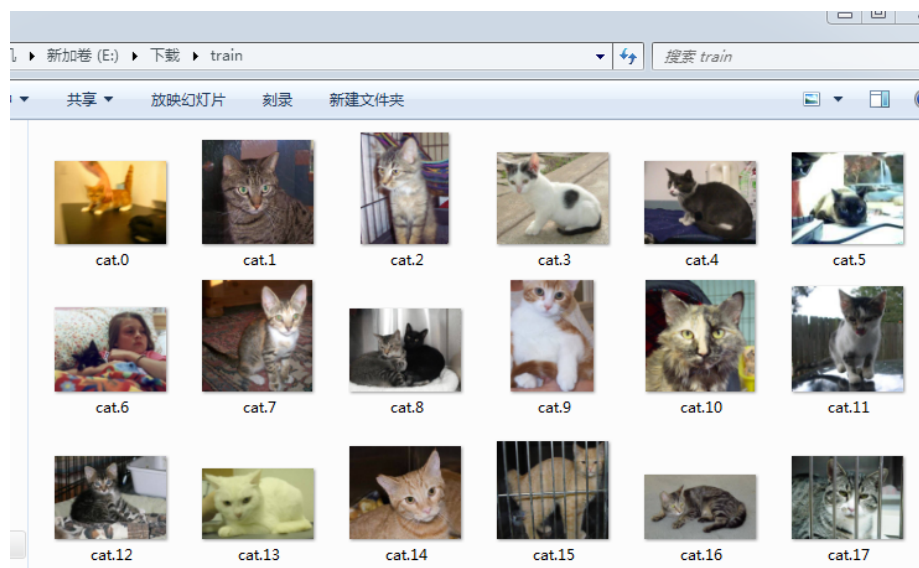 新加卷 (E:) ▸ 下载 ▸ train
搜索 train
共享 放映幻灯片 刻录 新建文件夹
cat.0 cat.1 cat.2 cat.3 cat.4 cat.5
cat.6 cat.7 cat.8 cat.9 cat.10 cat.11
cat.12 cat.13 cat.14 cat.15 cat.16 cat.17